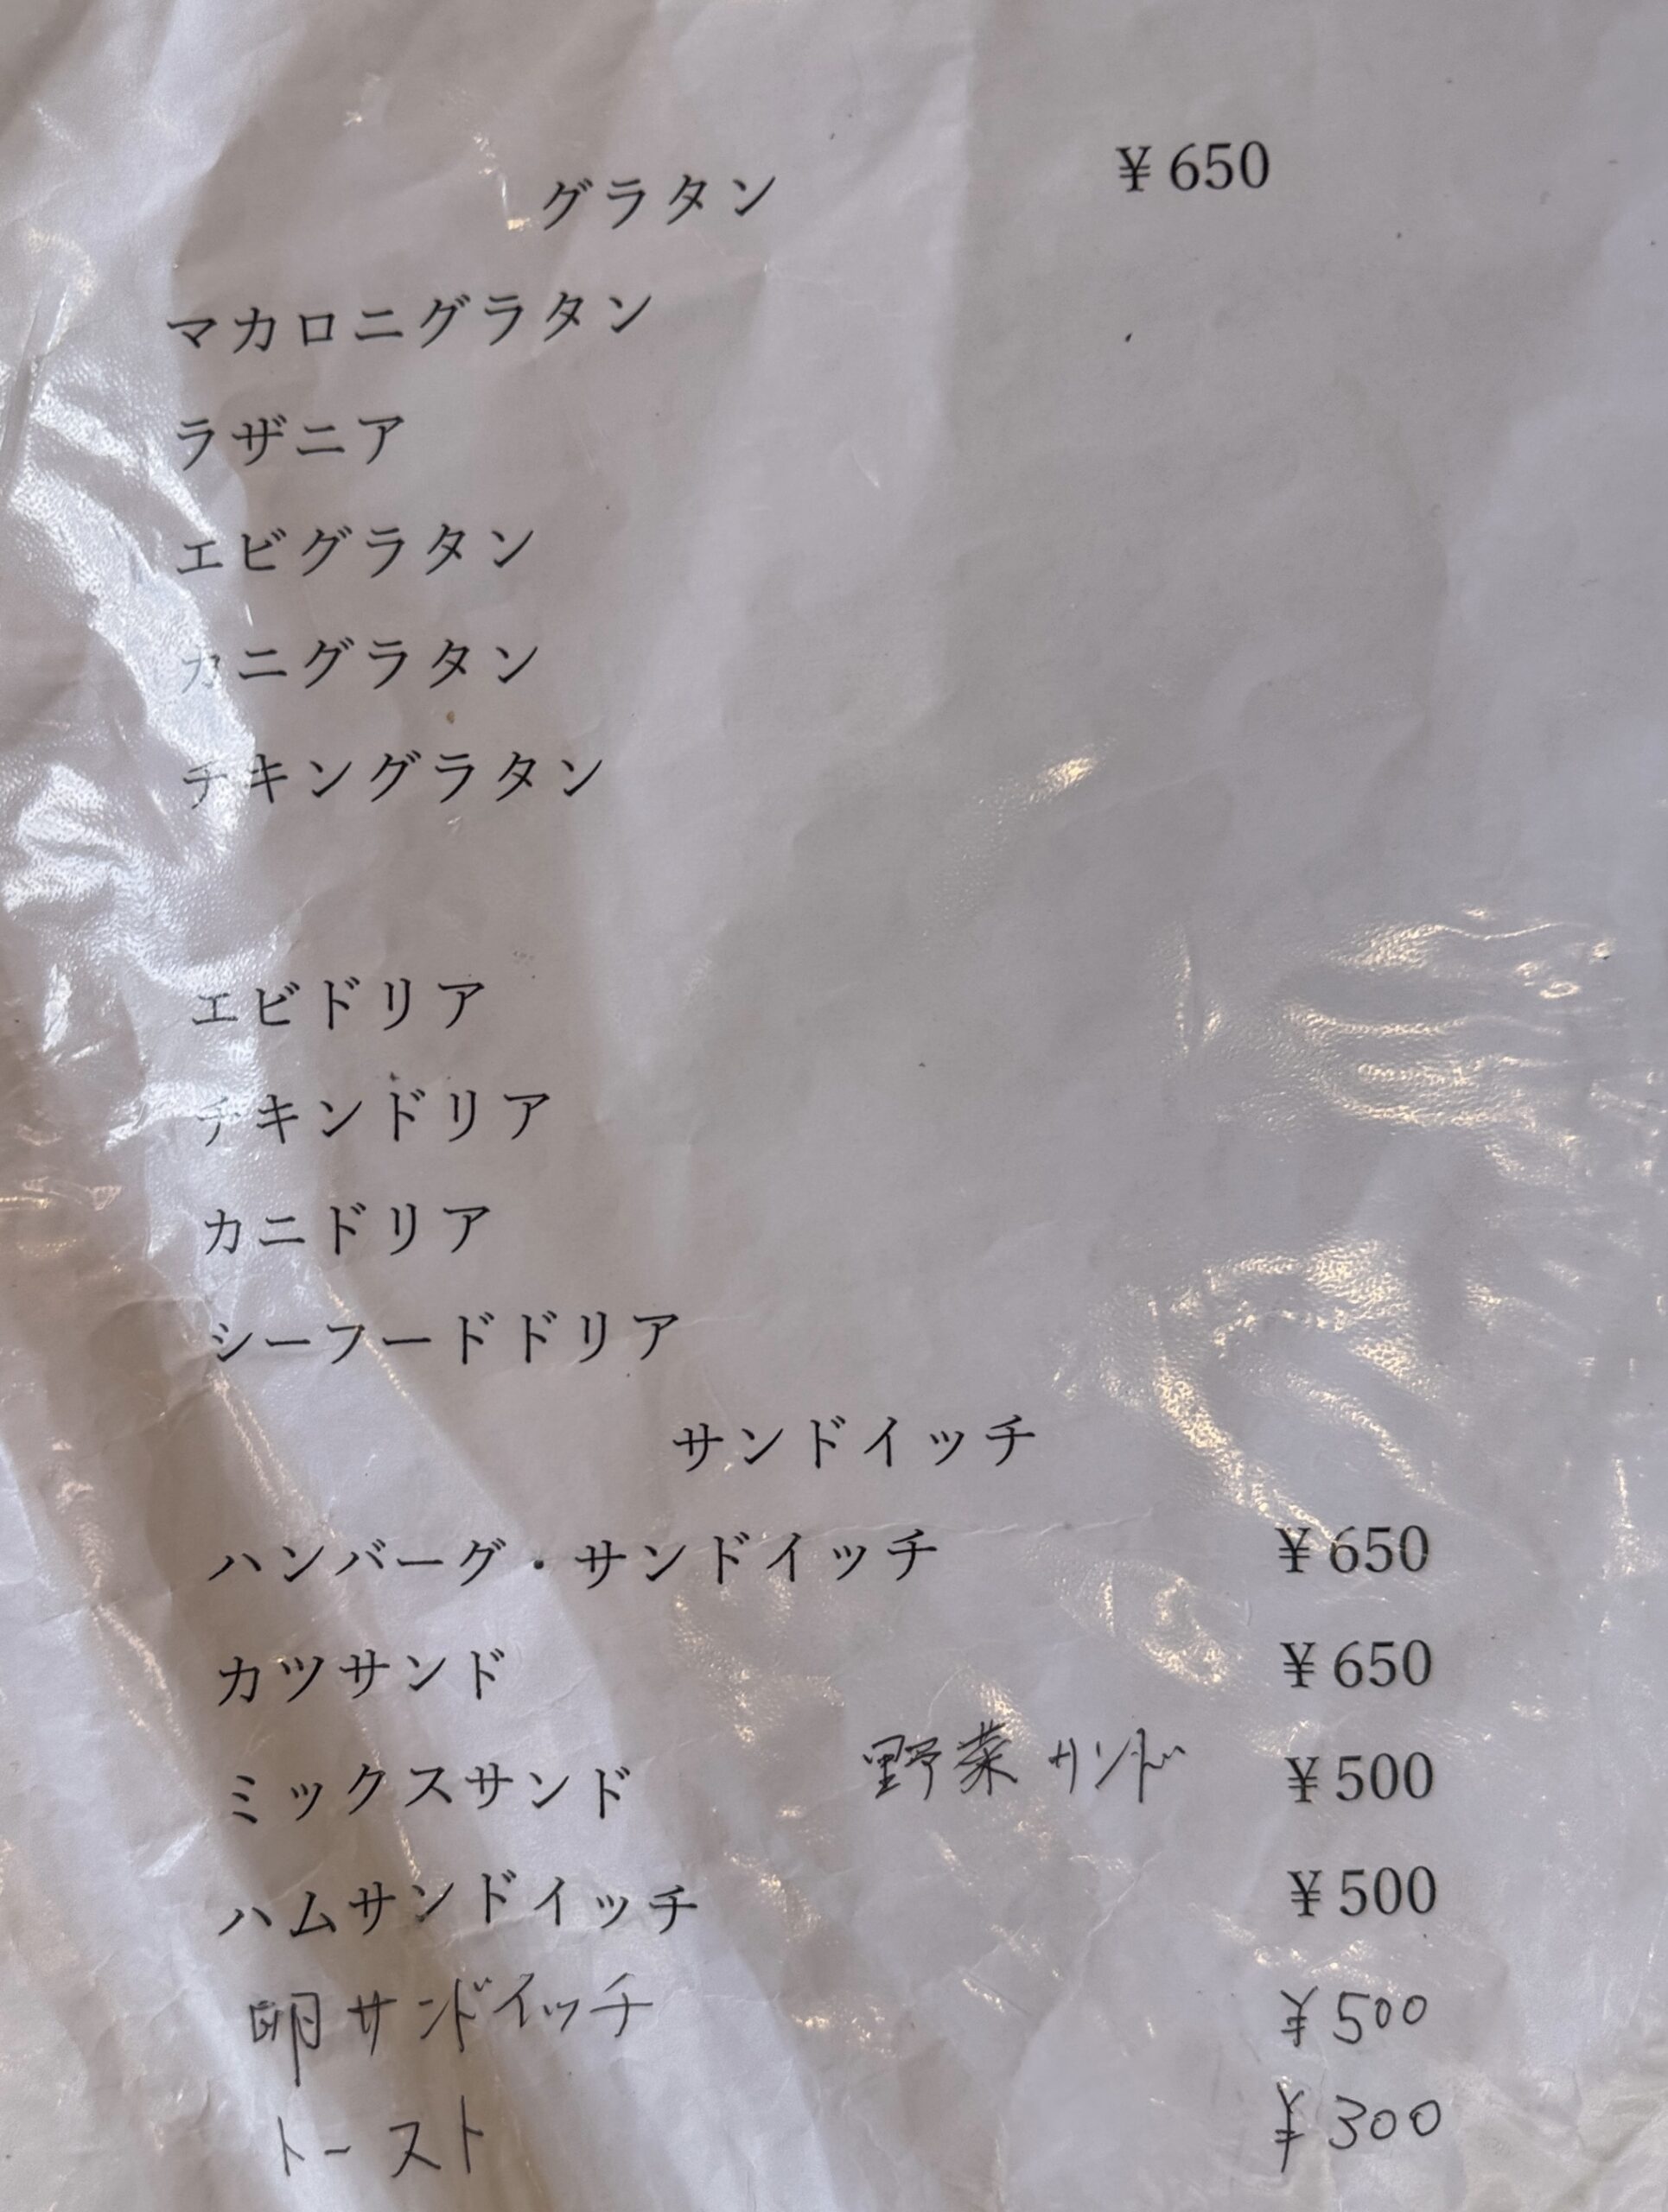 グラタン ¥650
マカロニグラタン
ラザニア
エビグラタン
カニグラタン
チキングラタン
エビドリア
チキンドリア
カニドリア
シーフードドリア
サンドイッチ
ハンバーグ・サンドイッチ ¥650
カツサンド ¥650
ミックスサンド 野菜サンド ¥500
ハムサンドイッチ ¥500
卵サンドイッチ ¥500
トースト ¥300